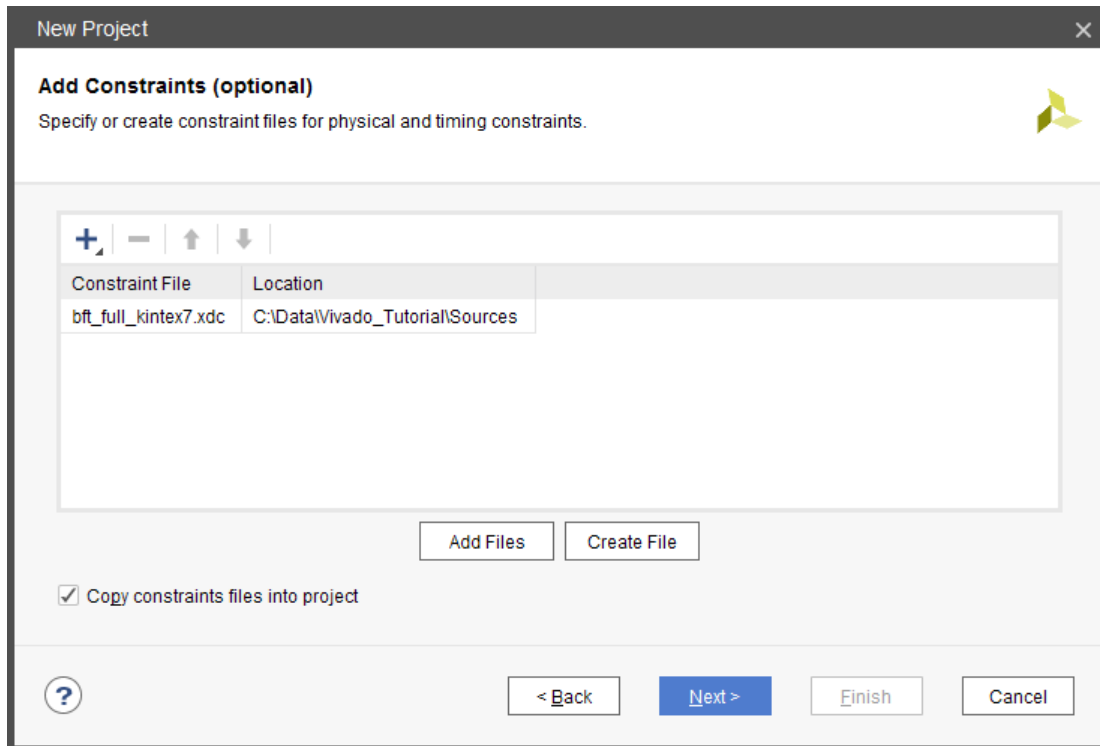 New Project
Add Constraints (optional)
Specify or create constraint files for physical and timing constraints.
Constraint File Location
bft_full_kintex7.xdc C:\Data\Vivado_Tutorial\Sources
Add Files Create File
Copy constraints files into project
? < Back Next > Finish Cancel